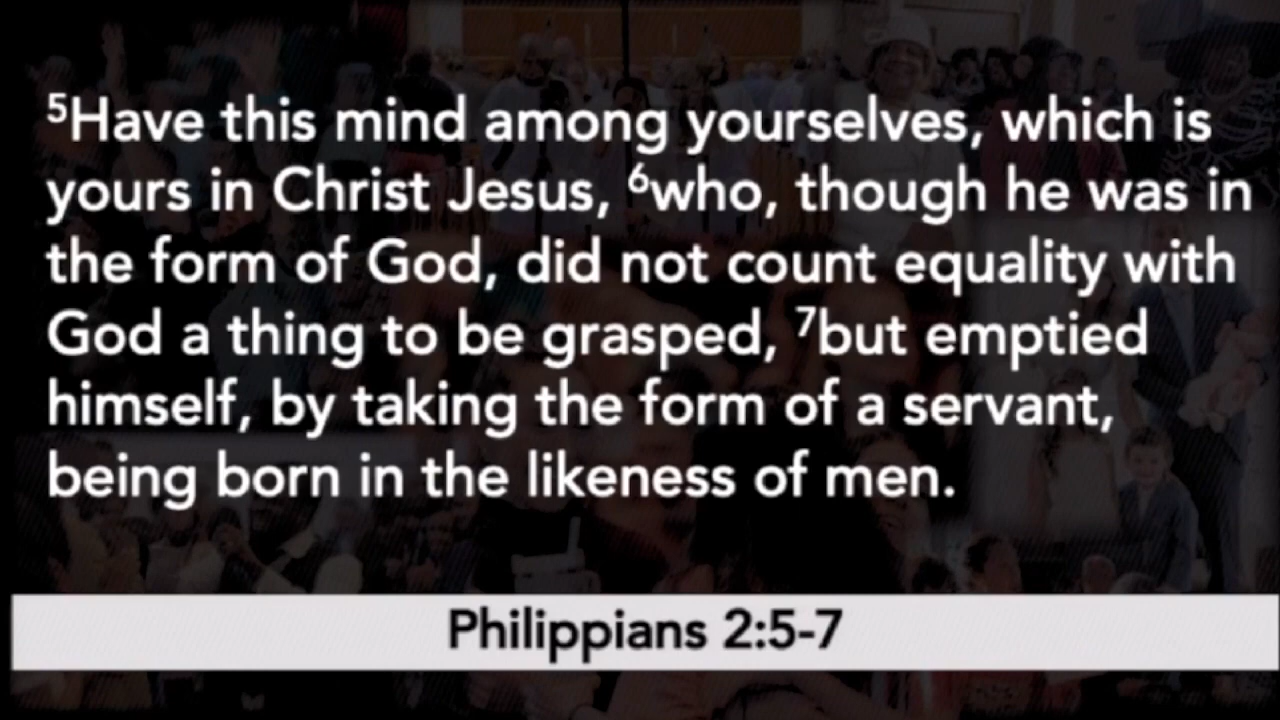 ⁵Have this mind among yourselves, which is
yours in Christ Jesus, ⁶who, though he was in
the form of God, did not count equality with
God a thing to be grasped, ⁷but emptied
himself, by taking the form of a servant,
being born in the likeness of men.
Philippians 2:5-7